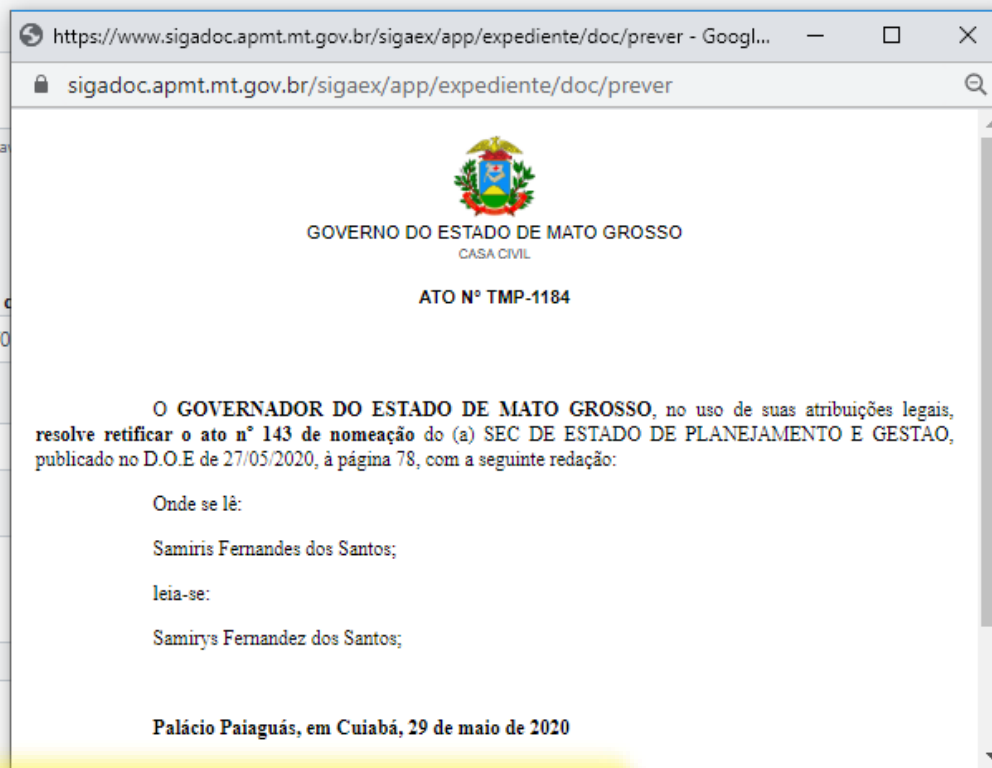 https://www.sigadoc.apmt.mt.gov.br/sigaex/app/expediente/doc/prever - Googl...
sigadoc.apmt.mt.gov.br/sigaex/app/expediente/doc/prever
GOVERNO DO ESTADO DE MATO GROSSO
CASA CIVIL
ATO Nº TMP-1184
O GOVERNADOR DO ESTADO DE MATO GROSSO, no uso de suas atribuições legais,
resolve retificar o ato n° 143 de nomeação do (a) SEC DE ESTADO DE PLANEJAMENTO E GESTAO,
publicado no D.O.E de 27/05/2020, à página 78, com a seguinte redação:
Onde se lê:
Samiris Fernandes dos Santos;
leia-se:
Samirys Fernandez dos Santos;
Palácio Paiaguás, em Cuiabá, 29 de maio de 2020